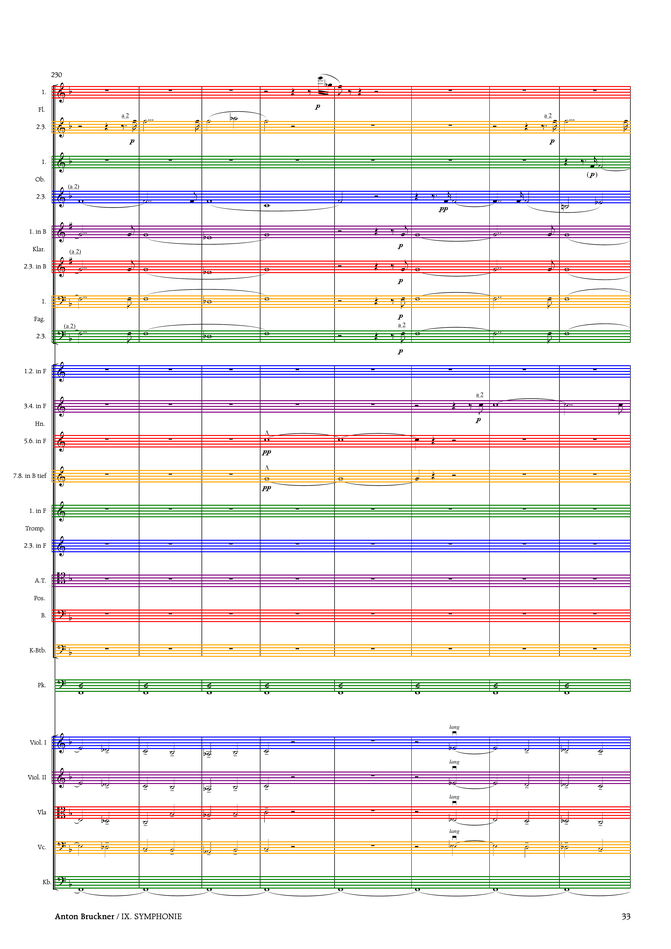 230
1.
Fl.
a 2
a 2
2.3.
p
p
p
1.
(p)
Ob.
(a 2)
2.3.
pp
1. in B
p
Klar.
(a 2)
2.3. in B
p
1.
p
Fag.
(a 2)
a 2
2.3.
p
1.2. in F
a 2
3.4. in F
p
Hn.
5.6. in F
pp
7.8. in B tief
pp
1. in F
Tromp.
2.3. in F
A.T.
Pos.
B.
K-Btb.
Pk.
lang
Viol. I
lang
Viol. II
lang
Vla
lang
Vc.
Kb.
Anton Bruckner / IX. SYMPHONIE 33